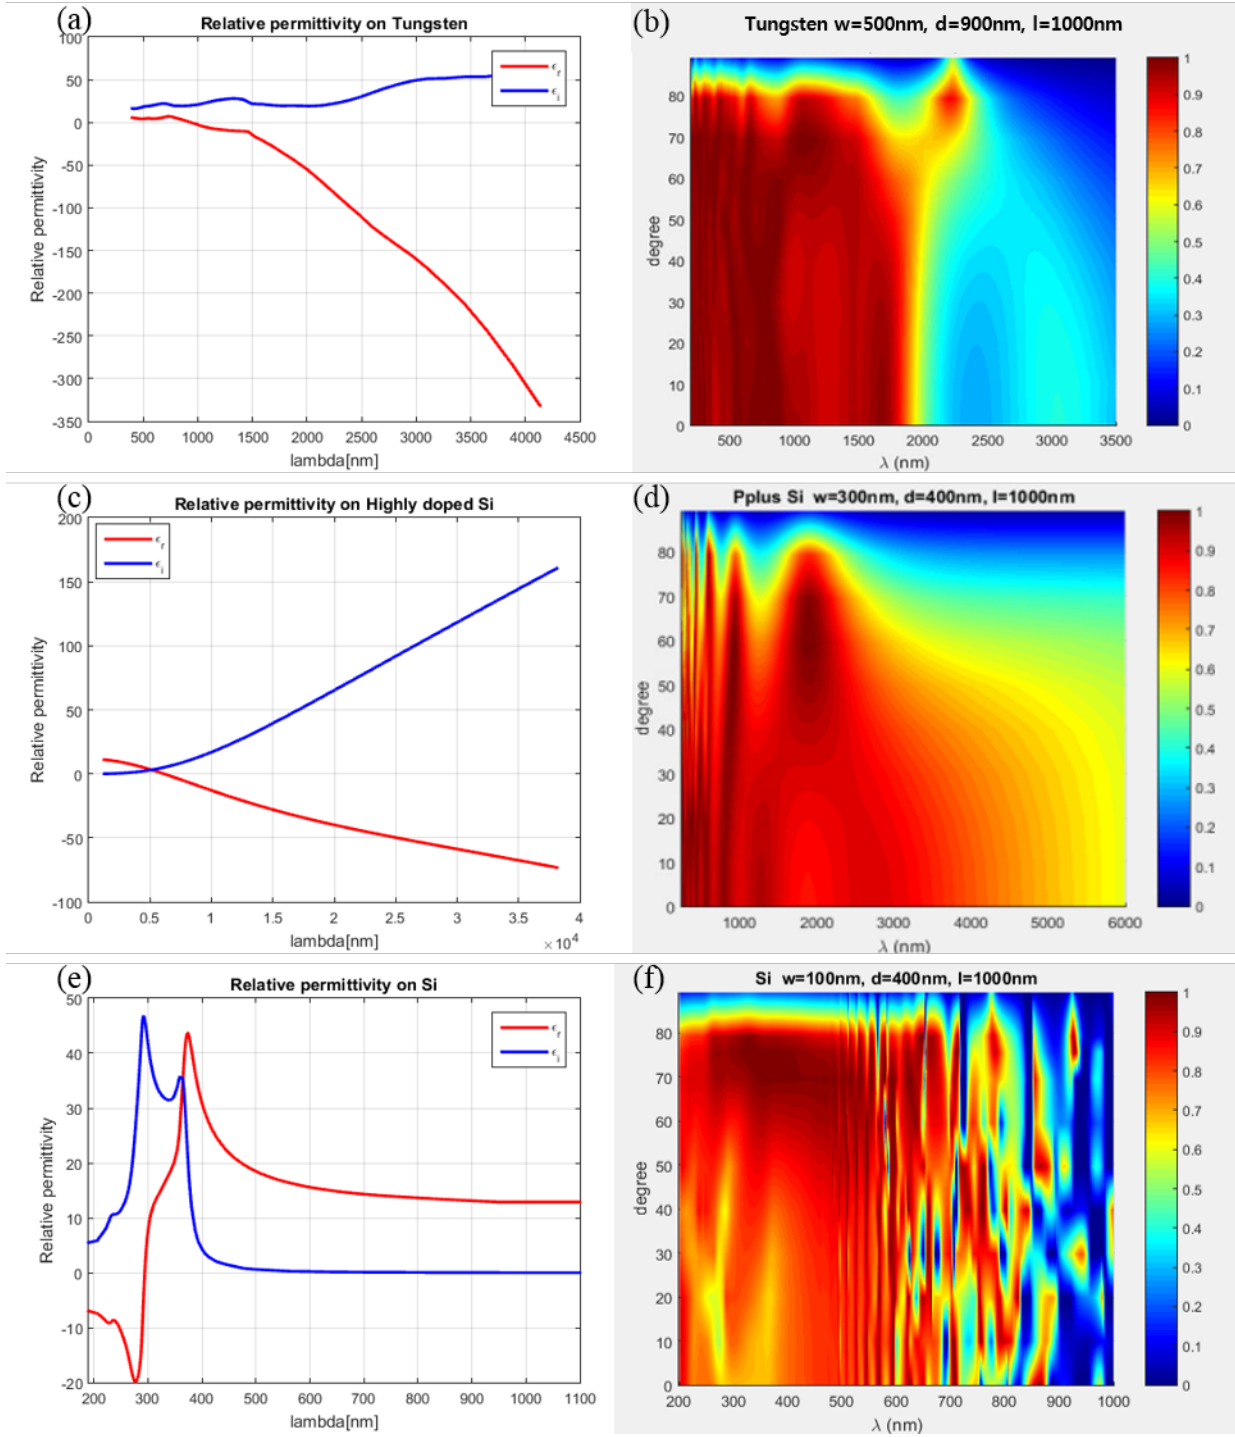 (a)
Relative permittivity on Tungsten
100
50
0
-50
-100
-150
-200
-250
-300
-350
Relative permittivity
0 500 1000 1500 2000 2500 3000 3500 4000 4500
lambda[nm]
ϵr
ϵi
(b)
Tungsten w=500nm, d=900nm, l=1000nm
80
70
60
50
40
30
20
10
0
degree
500 1000 1500 2000 2500 3000 3500
λ (nm)
1
0.9
0.8
0.7
0.6
0.5
0.4
0.3
0.2
0.1
0
(c)
Relative permittivity on Highly doped Si
200
150
100
50
0
-50
-100
Relative permittivity
0 0.5 1 1.5 2 2.5 3 3.5 4
× 10^4
lambda[nm]
ϵr
ϵi
(d)
Pplus Si w=300nm, d=400nm, l=1000nm
80
70
60
50
40
30
20
10
0
degree
1000 2000 3000 4000 5000 6000
λ (nm)
1
0.9
0.8
0.7
0.6
0.5
0.4
0.3
0.2
0.1
0
(e)
Relative permittivity on Si
50
40
30
20
10
0
-10
-20
Relative permittivity
200 300 400 500 600 700 800 900 1000 1100
lambda[nm]
ϵr
ϵi
(f)
Si w=100nm, d=400nm, l=1000nm
80
70
60
50
40
30
20
10
0
degree
200 300 400 500 600 700 800 900 1000
λ (nm)
1
0.9
0.8
0.7
0.6
0.5
0.4
0.3
0.2
0.1
0